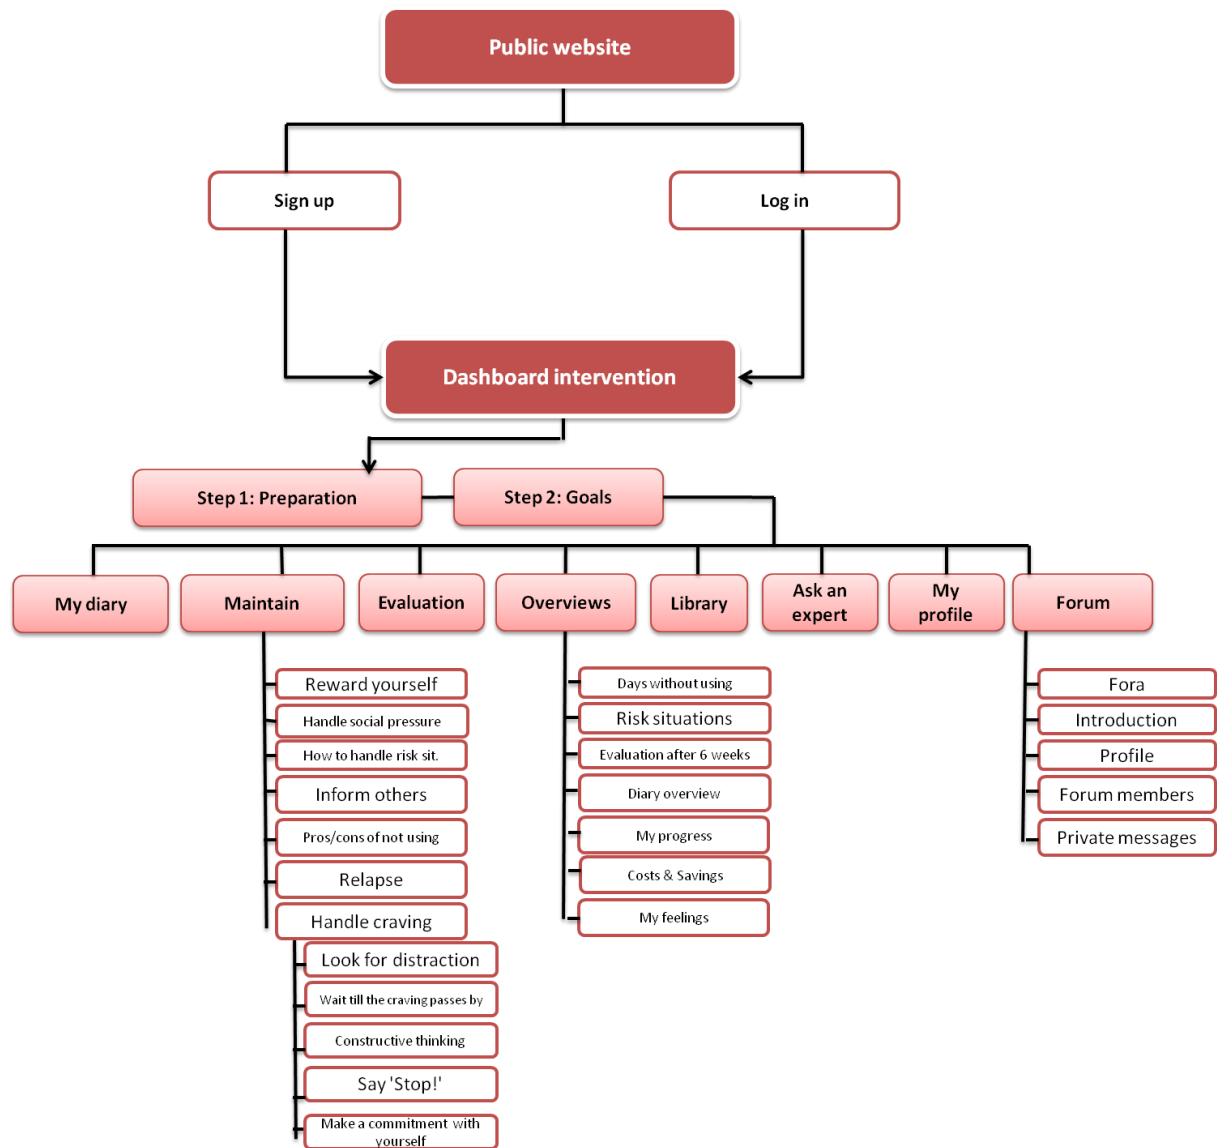 Public website
Sign up
Log in
Dashboard intervention
Step 1: Preparation
Step 2: Goals
My diary
Maintain
Evaluation
Overviews
Library
Ask an
expert
My
profile
Forum
Reward yourself
Handle social pressure
How to handle risk sit.
Inform others
Pros/cons of not using
Relapse
Handle craving
Look for distraction
Wait till the craving passes by
Constructive thinking
Say 'Stop!'
Make a commitment with
yourself
Days without using
Risk situations
Evaluation after 6 weeks
Diary overview
My progress
Costs & Savings
My feelings
Fora
Introduction
Profile
Forum members
Private messages